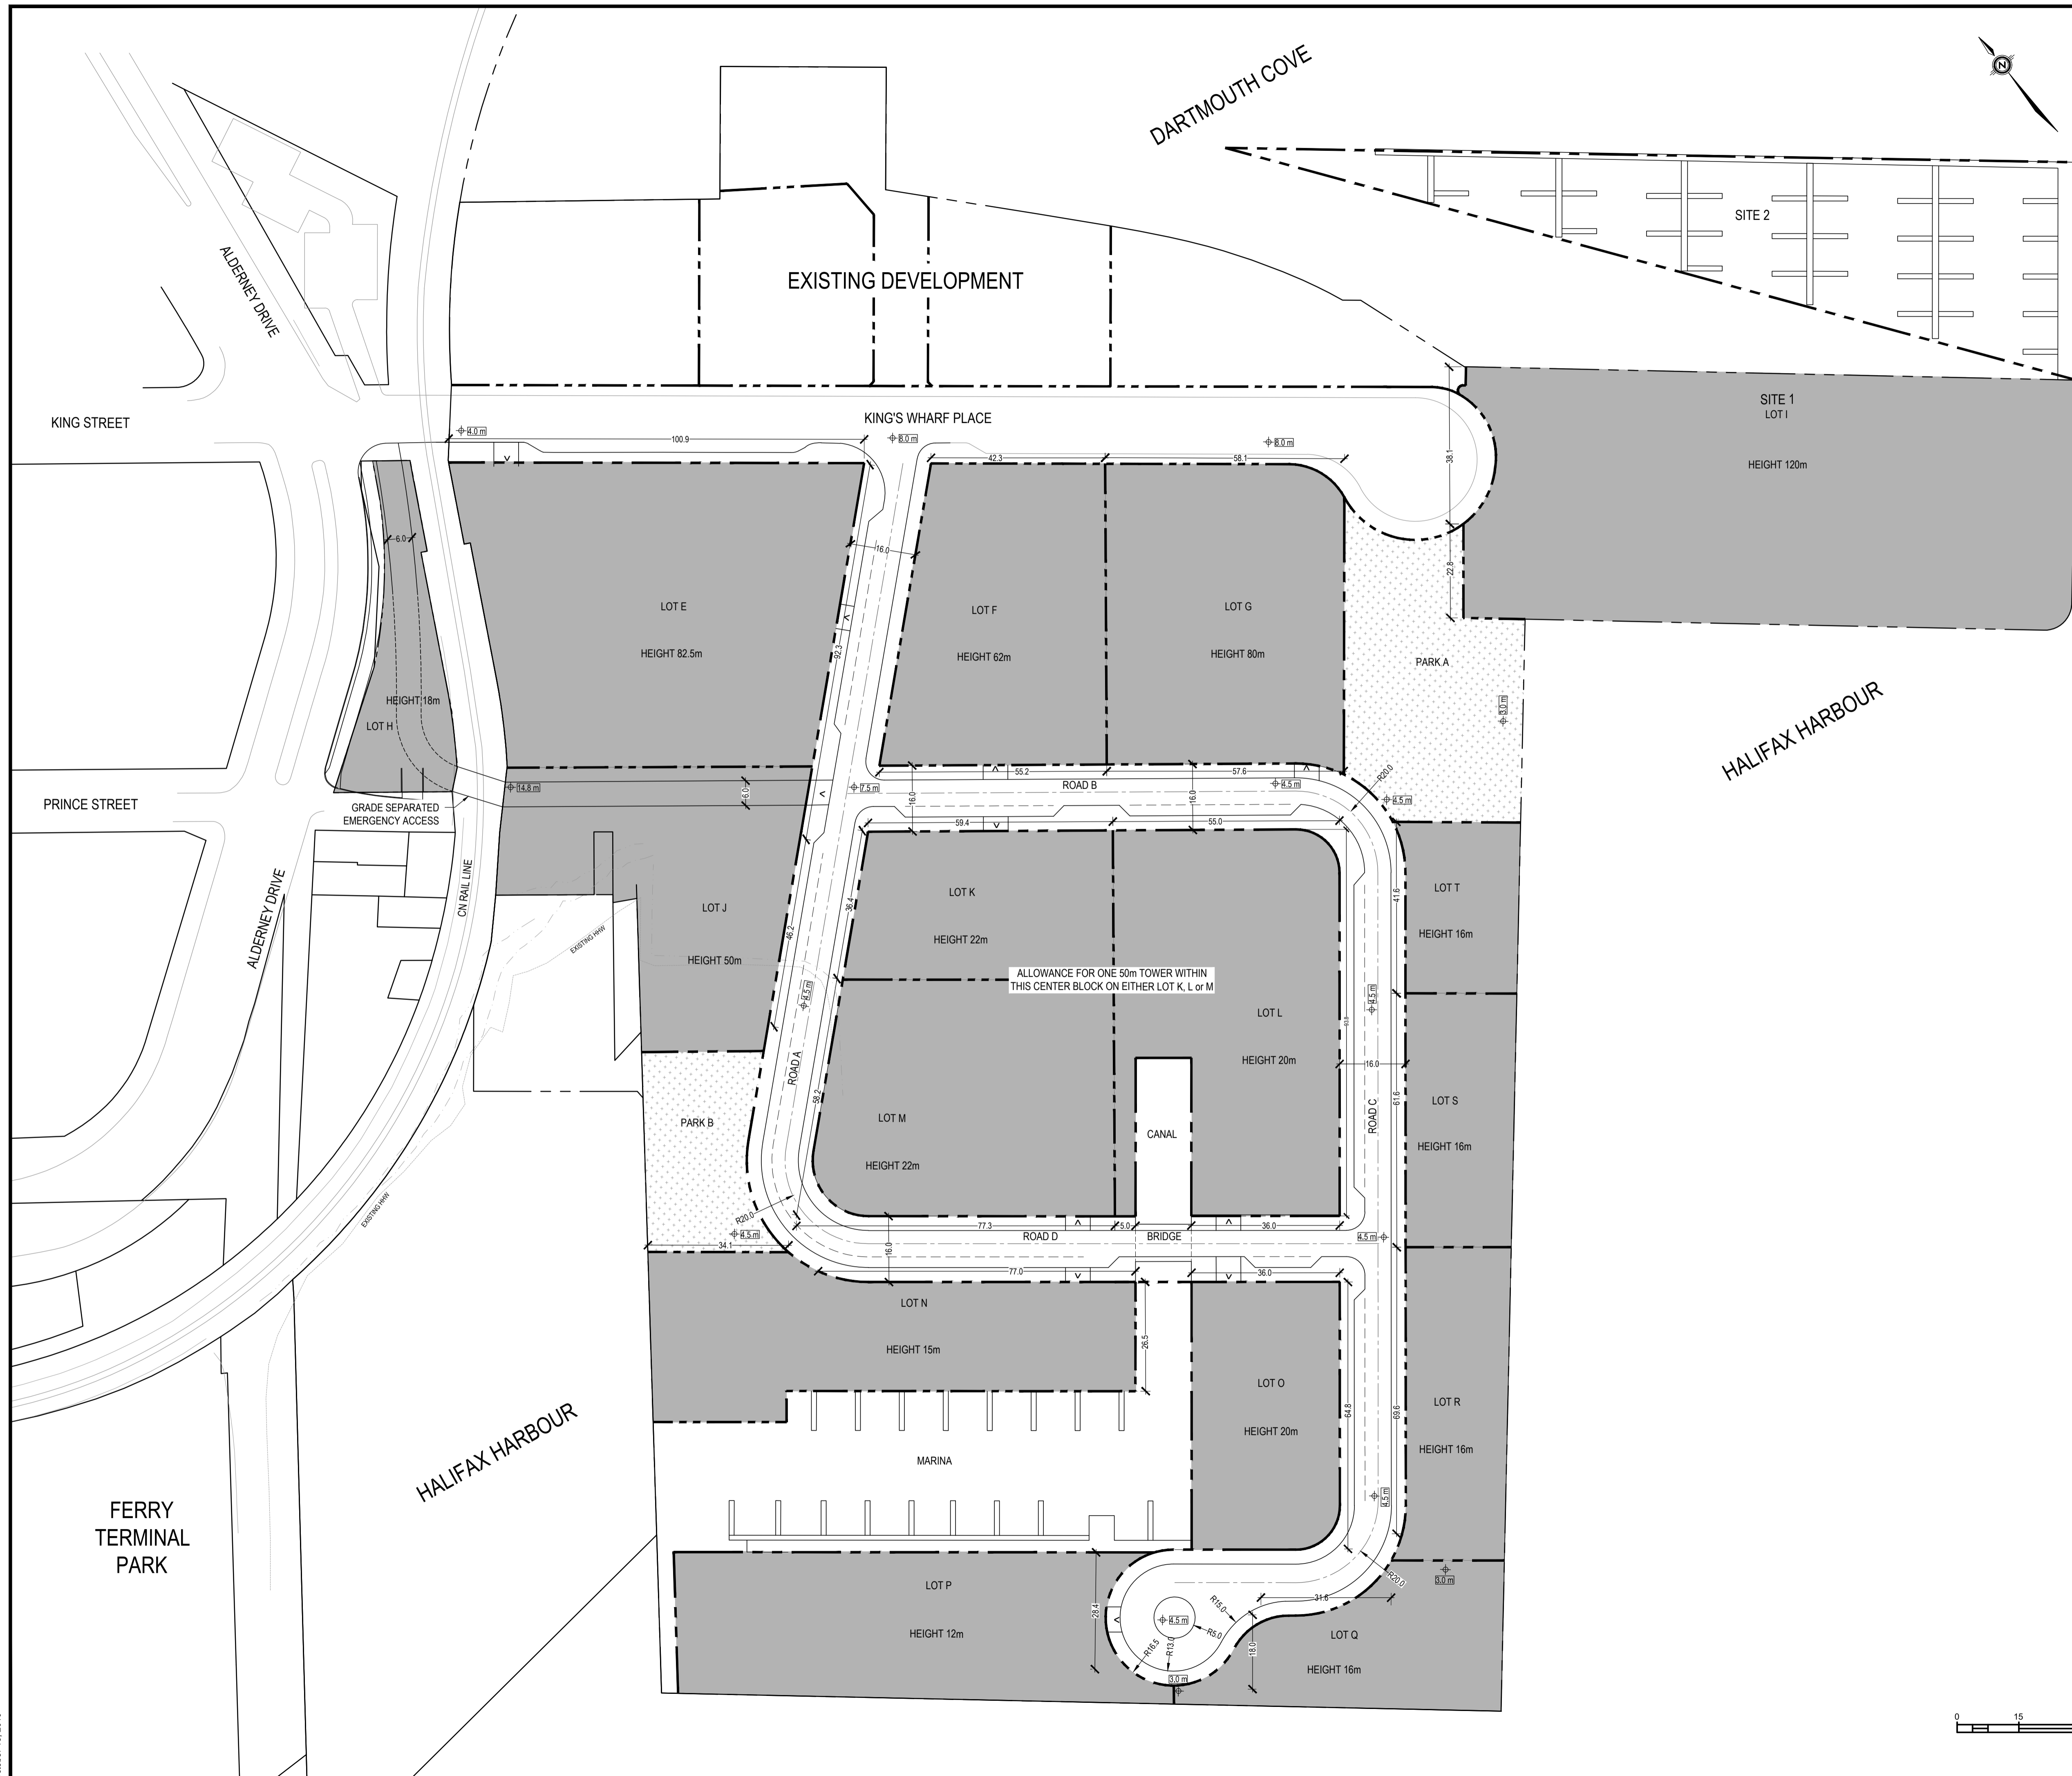 DARTMOUTH COVE
N
SITE 2
ALDERNEY DRIVE
EXISTING DEVELOPMENT
SITE 1
LOT I
HEIGHT 120m
KING STREET
KING'S WHARF PLACE
4.0 m
100.9
8.0 m
8.0 m
42.3
58.1
38.1
6.0
16.0
22.8
LOT E
HEIGHT 82.5m
92.3
LOT F
HEIGHT 62m
LOT G
HEIGHT 80m
PARK A
3.0 m
HALIFAX HARBOUR
HEIGHT 18m
LOT H
PRINCE STREET
GRADE SEPARATED
EMERGENCY ACCESS
14.8 m
6.0
7.5 m
16.0
55.2
ROAD B
16.0
57.6
4.5 m
R20.0
4.5 m
59.4
55.0
CN RAIL LINE
ALDERNEY DRIVE
EXISTING HHW
LOT J
HEIGHT 50m
46.2
36.4
LOT K
HEIGHT 22m
ALLOWANCE FOR ONE 50m TOWER WITHIN
THIS CENTER BLOCK ON EITHER LOT K, L or M
LOT T
HEIGHT 16m
41.6
4.5 m
4.5 m
LOT L
HEIGHT 20m
16.0
ROAD A
58.2
LOT M
HEIGHT 22m
CANAL
ROAD C
61.6
LOT S
HEIGHT 16m
PARK B
EXISTING HHW
R20.0
4.5 m
34.1
77.3
5.0
36.0
16.0
ROAD D
BRIDGE
4.5 m
77.0
36.0
LOT N
HEIGHT 15m
26.5
LOT O
HEIGHT 20m
64.8
69.6
LOT R
HEIGHT 16m
MARINA
4.5 m
HALIFAX HARBOUR
FERRY
TERMINAL
PARK
LOT P
HEIGHT 12m
28.4
4.5 m
R5.0
R15.0
R16.5
R13.0
3.0 m
18.0
31.6
R20.0
3.0 m
LOT Q
HEIGHT 16m
0 15